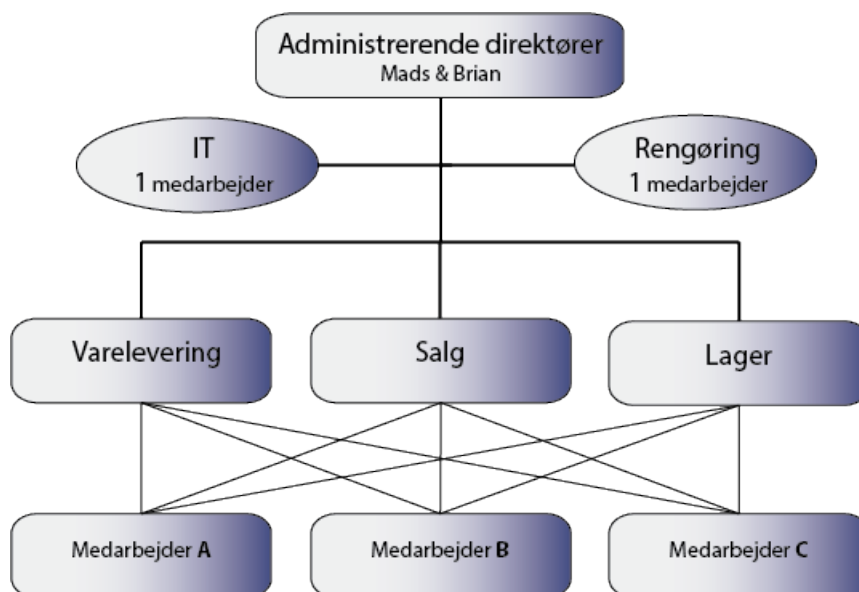 Administrerende direktører
Mads & Brian
IT
1 medarbejder
Rengøring
1 medarbejder
Varelevering
Salg
Lager
Medarbejder A
Medarbejder B
Medarbejder C